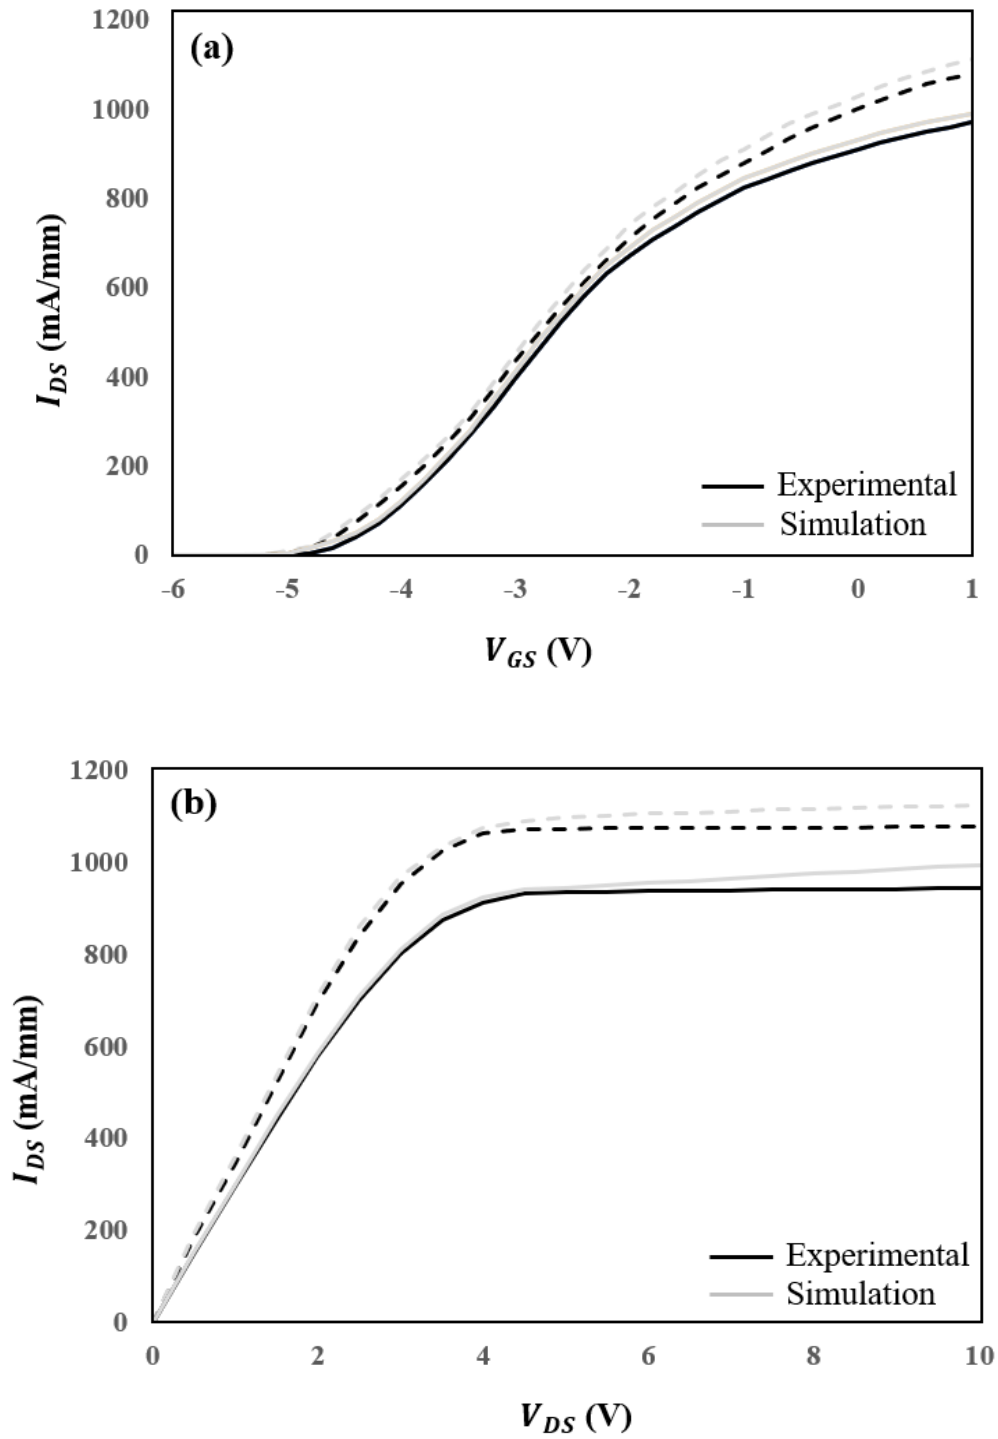 1200
(a)
1000
800
600
400
200
0
I_DS (mA/mm)
Experimental
Simulation
-6 -5 -4 -3 -2 -1 0 1
V_GS (V)
1200
(b)
1000
800
600
400
200
0
I_DS (mA/mm)
Experimental
Simulation
0 2 4 6 8 10
V_DS (V)